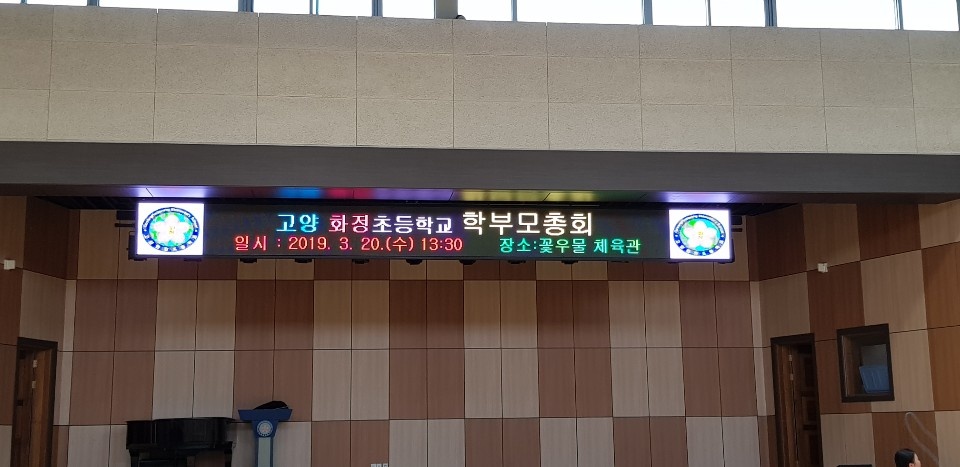 고양 화정초등학교 학부모총회
일시 : 2019. 3. 20.(수) 13:30 장소:꽃우물 체육관